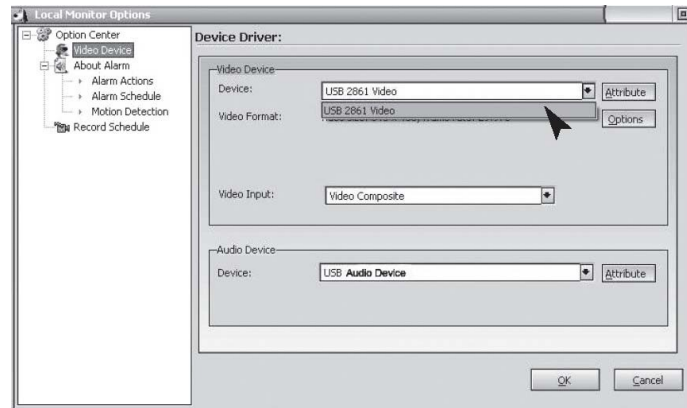 Local Monitor Options
Option Center
Video Device
About Alarm
Alarm Actions
Alarm Schedule
Motion Detection
Record Schedule
Device Driver:
Video Device
Device:
USB 2861 Video
Attribute
USB 2861 Video
Video Format:
Options
Video Input:
Video Composite
Audio Device
Device:
USB Audio Device
Attribute
OK
Cancel